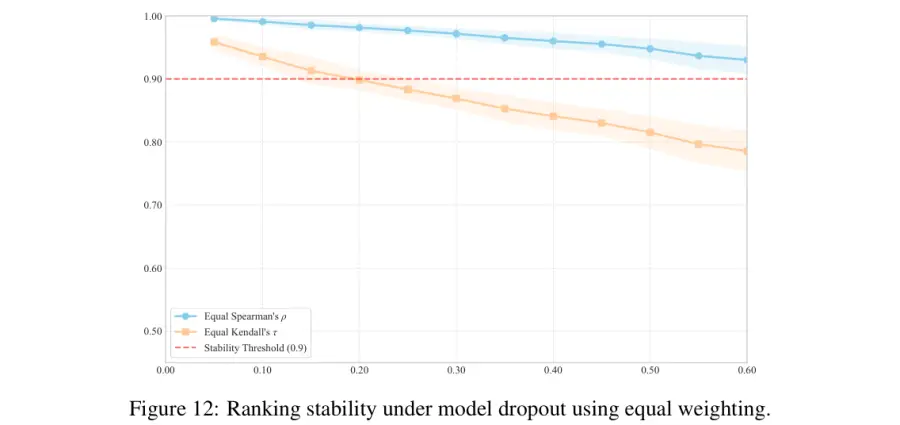 1.00
0.90
0.80
0.70
0.60
0.50
Equal Spearman's ρ
Equal Kendall's τ
Stability Threshold (0.9)
0.00 0.10 0.20 0.30 0.40 0.50 0.60
Figure 12: Ranking stability under model dropout using equal weighting.